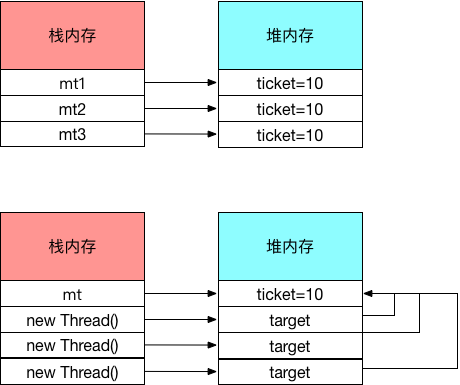 栈内存 堆内存
mt1 ticket=10
mt2 ticket=10
mt3 ticket=10
栈内存 堆内存
mt ticket=10
new Thread() target
new Thread() target
new Thread() target